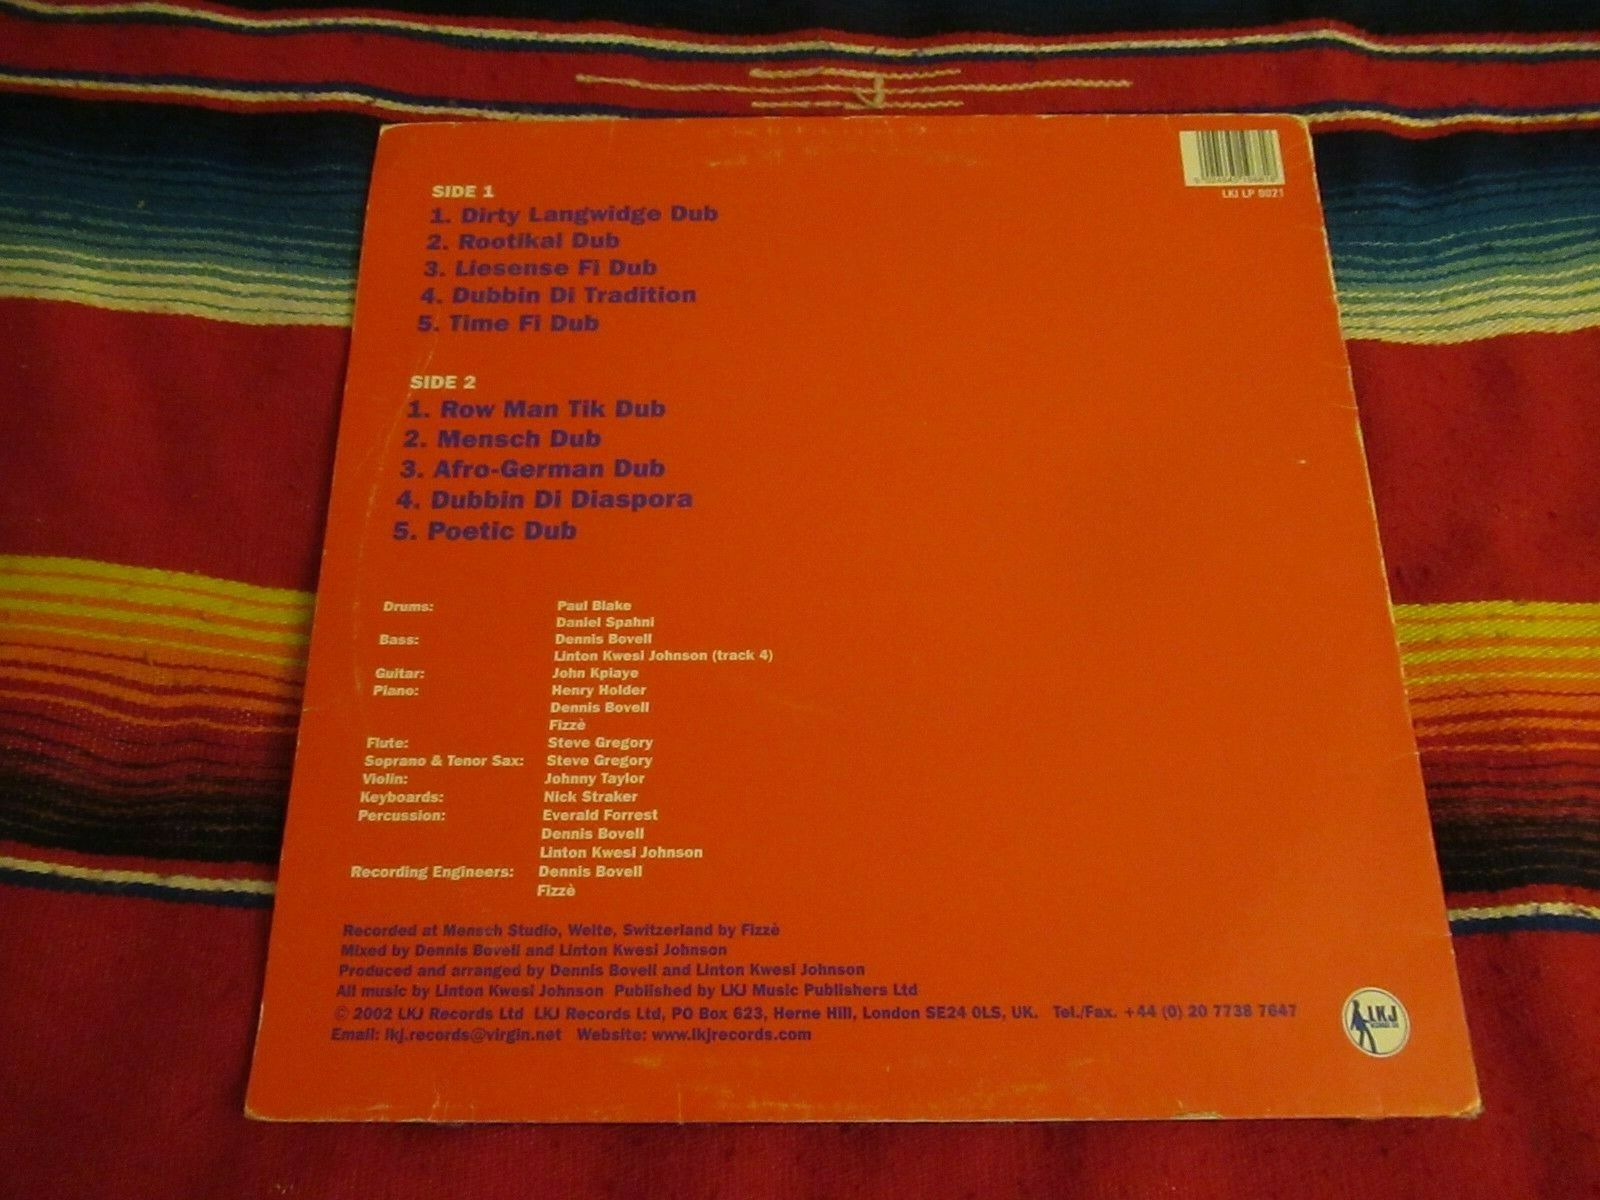 LKJ LP 0021
SIDE 1
1. Dirty Langwidge Dub
2. Rootikal Dub
3. Liesense Fi Dub
4. Dubbin Di Tradition
5. Time Fi Dub
SIDE 2
1. Row Man Tik Dub
2. Mensch Dub
3. Afro-German Dub
4. Dubbin Di Diaspora
5. Poetic Dub
Drums: Paul Blake
Daniel Spahni
Bass: Dennis Bovell
Linton Kwesi Johnson (track 4)
Guitar: John Kpiaye
Piano: Henry Holder
Dennis Bovell
Fizzè
Flute: Steve Gregory
Soprano & Tenor Sax: Steve Gregory
Violin: Johnny Taylor
Keyboards: Nick Straker
Percussion: Everald Forrest
Dennis Bovell
Linton Kwesi Johnson
Recording Engineers: Dennis Bovell
Fizzè
Recorded at Mensch Studio, Welte, Switzerland by Fizzè
Mixed by Dennis Bovell and Linton Kwesi Johnson
Produced and arranged by Dennis Bovell and Linton Kwesi Johnson
All music by Linton Kwesi Johnson Published by LKJ Music Publishers Ltd
© 2002 LKJ Records Ltd LKJ Records Ltd, PO Box 623, Herne Hill, London SE24 0LS, UK. Tel./Fax. +44 (0) 20 7738 7647
Email: lkj.records@virgin.net Website: www.lkjrecords.com
LKJ
RECORDS LTD